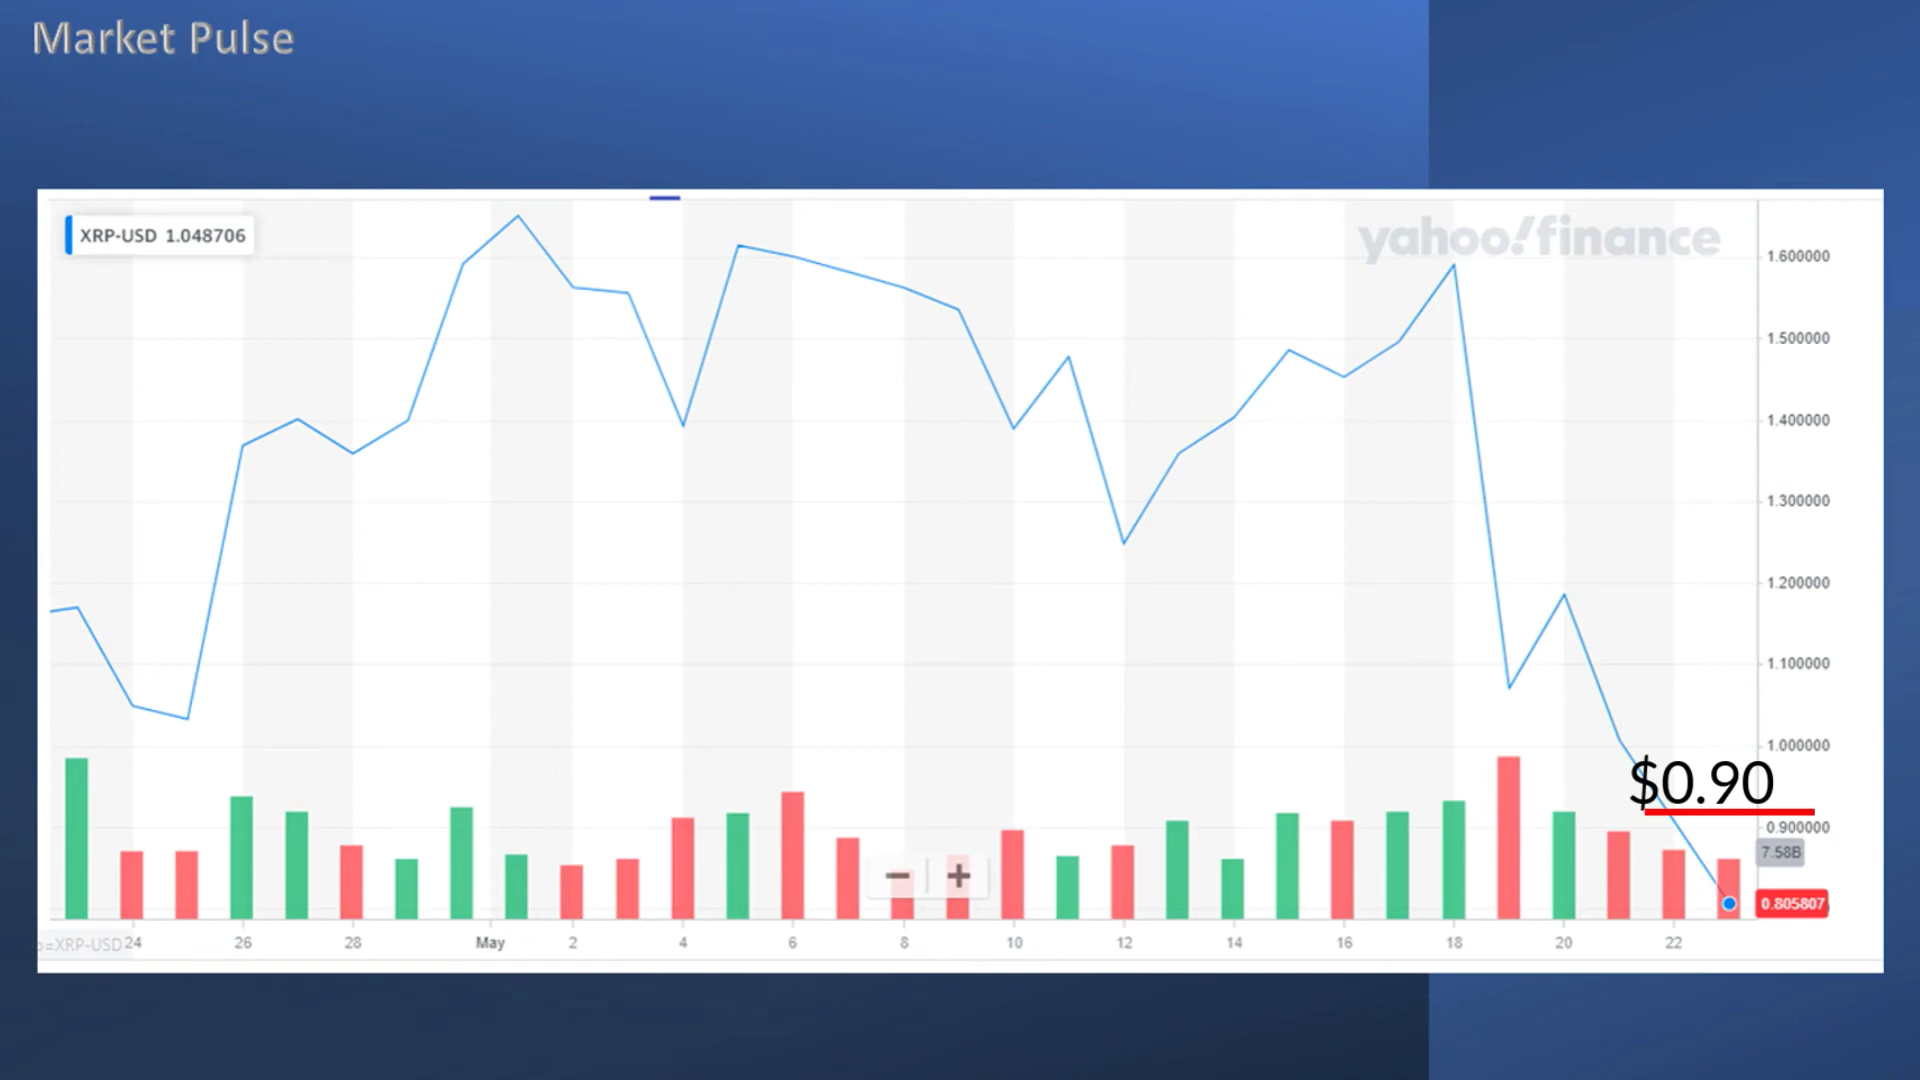 Market Pulse
XRP-USD 1.048706
yahoo!finance
1.600000
1.500000
1.400000
1.300000
1.200000
1.100000
1.000000
$0.90
0.900000
7.58B
0.805807
=XRP-USD 24 26 28 May 2 4 6 8 10 12 14 16 18 20 22